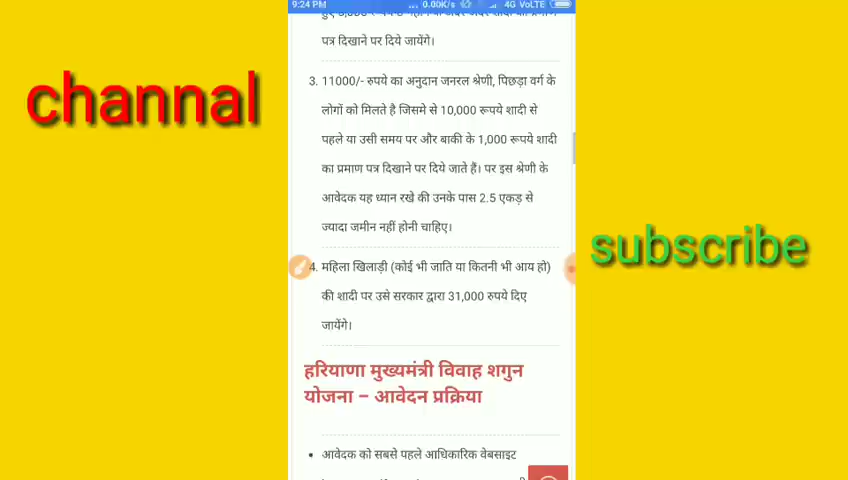 9:24 PM 0.00K/s 4G VoLTE
पत्र दिखाने पर दिये जायेंगे।
3. 11000/- रुपये का अनुदान जनरल श्रेणी, पिछड़ा वर्ग के
लोगों को मिलते है जिसमे से 10,000 रूपये शादी से
पहले या उसी समय पर और बाकी के 1,000 रूपये शादी
का प्रमाण पत्र दिखाने पर दिये जाते हैं। पर इस श्रेणी के
आवेदक यह ध्यान रखे की उनके पास 2.5 एकड़ से
ज्यादा जमीन नहीं होनी चाहिए।
4. महिला खिलाड़ी (कोई भी जाति या कितनी भी आय हो)
की शादी पर उसे सरकार द्वारा 31,000 रुपये दिए
जायेंगे।
हरियाणा मुख्यमंत्री विवाह शगुन
योजना – आवेदन प्रक्रिया
• आवेदक को सबसे पहले आधिकारिक वेबसाइट
channal
subscribe